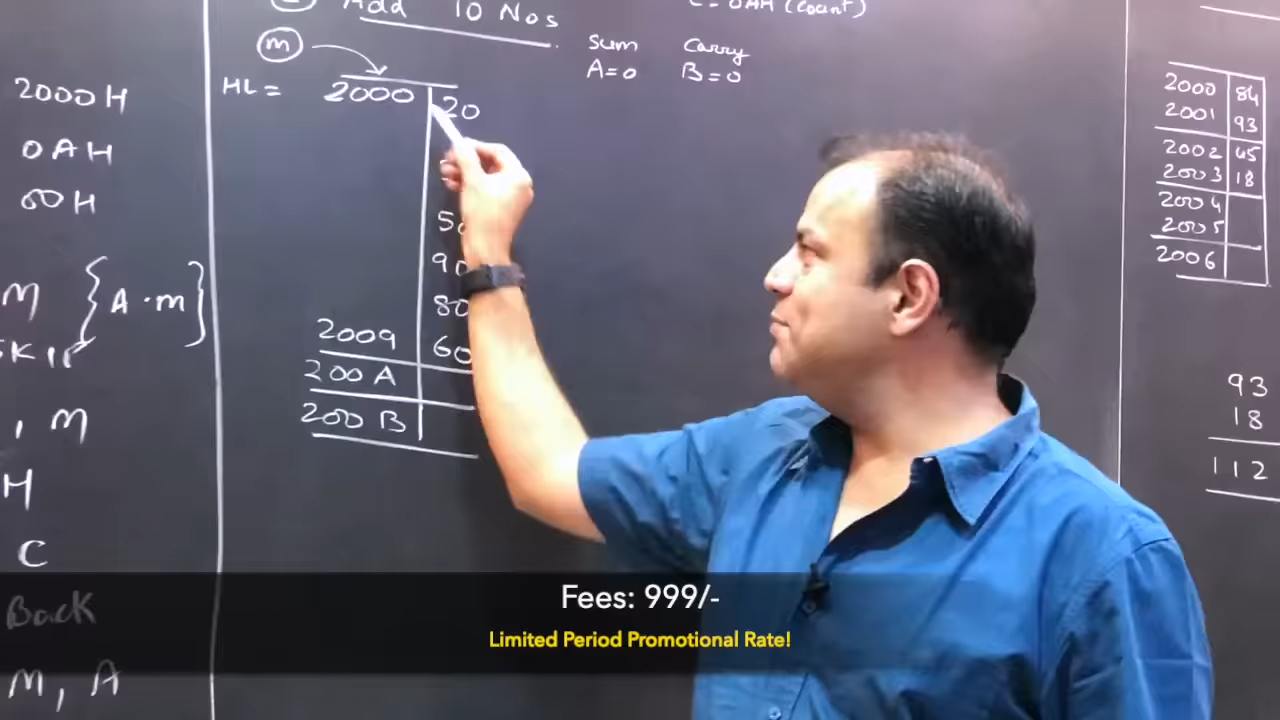 Add 10 Nos
C = 0AH (Count)
m
Sum Carry
A=0 B=0
HL = 2000 20
50
90
80
2009 60
200A
200B
2000H
0AH
00H
M { A · m }
SKIP
, M
H
C
Back
M, A
2000 84
2001 93
2002 45
2003 18
2004
2005
2006
93
18
112
Fees: 999/-
Limited Period Promotional Rate!